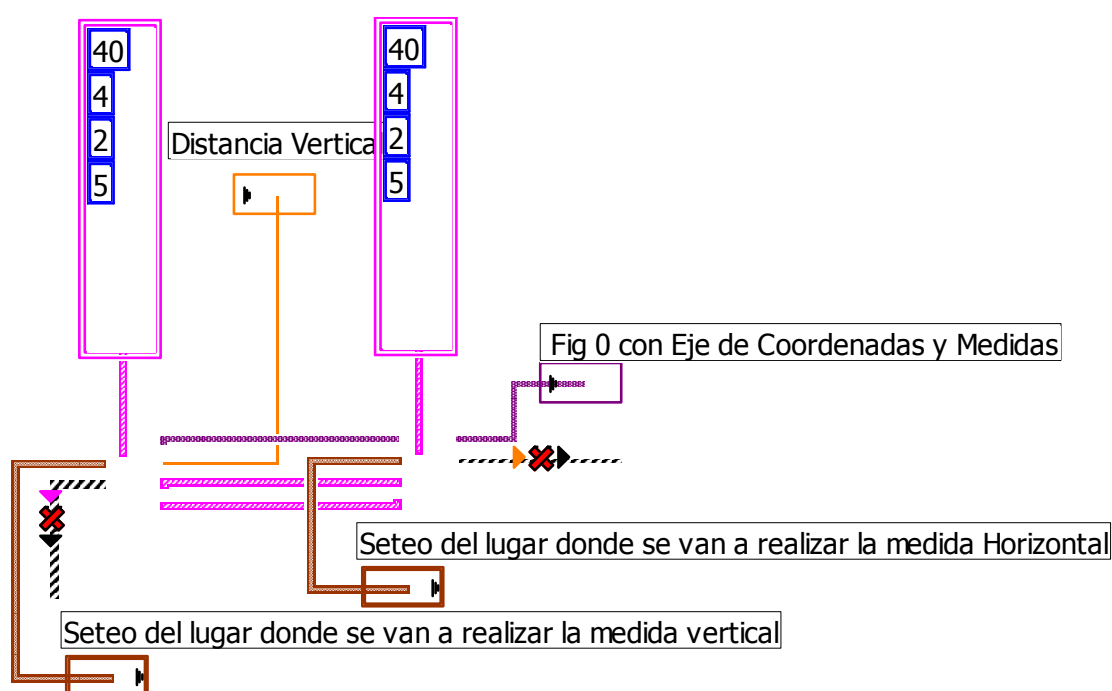 40
4
2
5
40
4
2
5
Distancia Vertical
Fig 0 con Eje de Coordenadas y Medidas
Seteo del lugar donde se van a realizar la medida Horizontal
Seteo del lugar donde se van a realizar la medida vertical